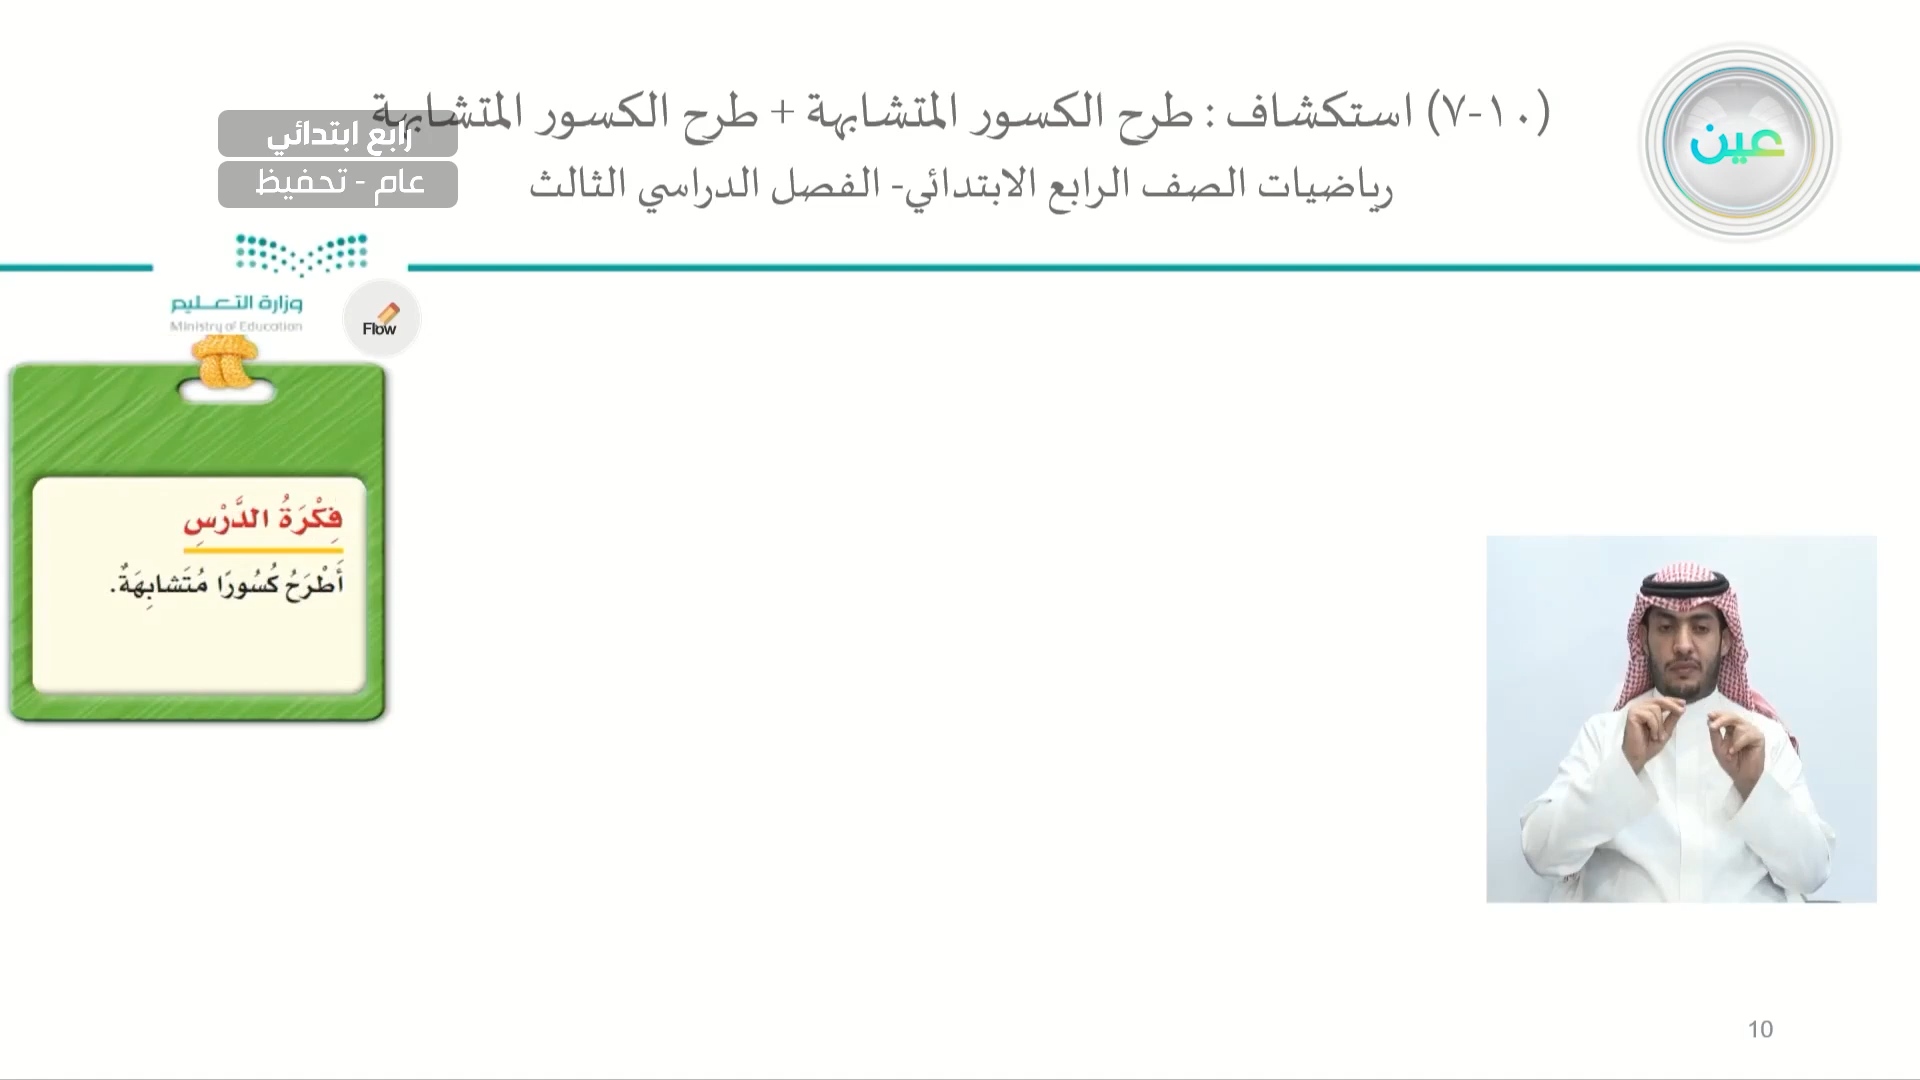 (١٠-٧) استكشاف : طرح الكسور المتشابهة + طرح الكسور المتشابهة
رياضيات الصف الرابع الابتدائي- الفصل الدراسي الثالث
عين
رابع ابتدائي
عام - تحفيظ
وزارة التعليم
Ministry of Education
Flow
فِكْرَةُ الدَّرْسِ
أَطْرَحُ كُسُورًا مُتَشابِهَةً.
10